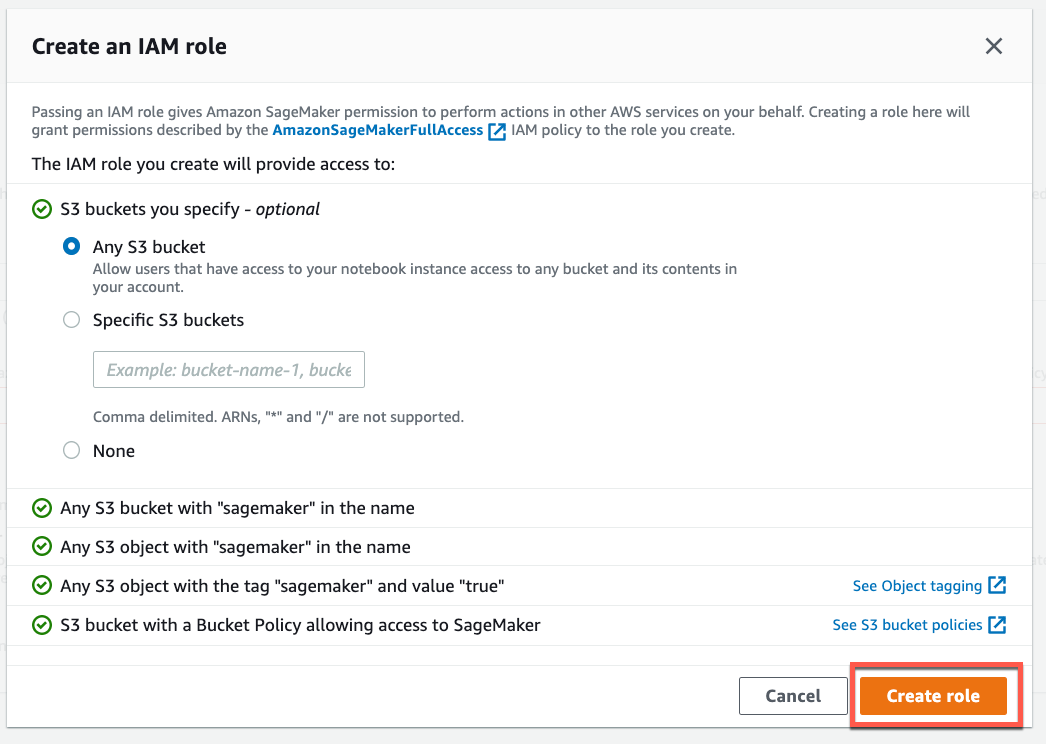 Create an IAM role
Passing an IAM role gives Amazon SageMaker permission to perform actions in other AWS services on your behalf. Creating a role here will
grant permissions described by the AmazonSageMakerFullAccess IAM policy to the role you create.
The IAM role you create will provide access to:
S3 buckets you specify - optional
Any S3 bucket
Allow users that have access to your notebook instance access to any bucket and its contents in
your account.
Specific S3 buckets
Example: bucket-name-1, bucke
Comma delimited. ARNs, "*" and "/" are not supported.
None
Any S3 bucket with "sagemaker" in the name
Any S3 object with "sagemaker" in the name
Any S3 object with the tag "sagemaker" and value "true"
See Object tagging
S3 bucket with a Bucket Policy allowing access to SageMaker
See S3 bucket policies
Cancel
Create role